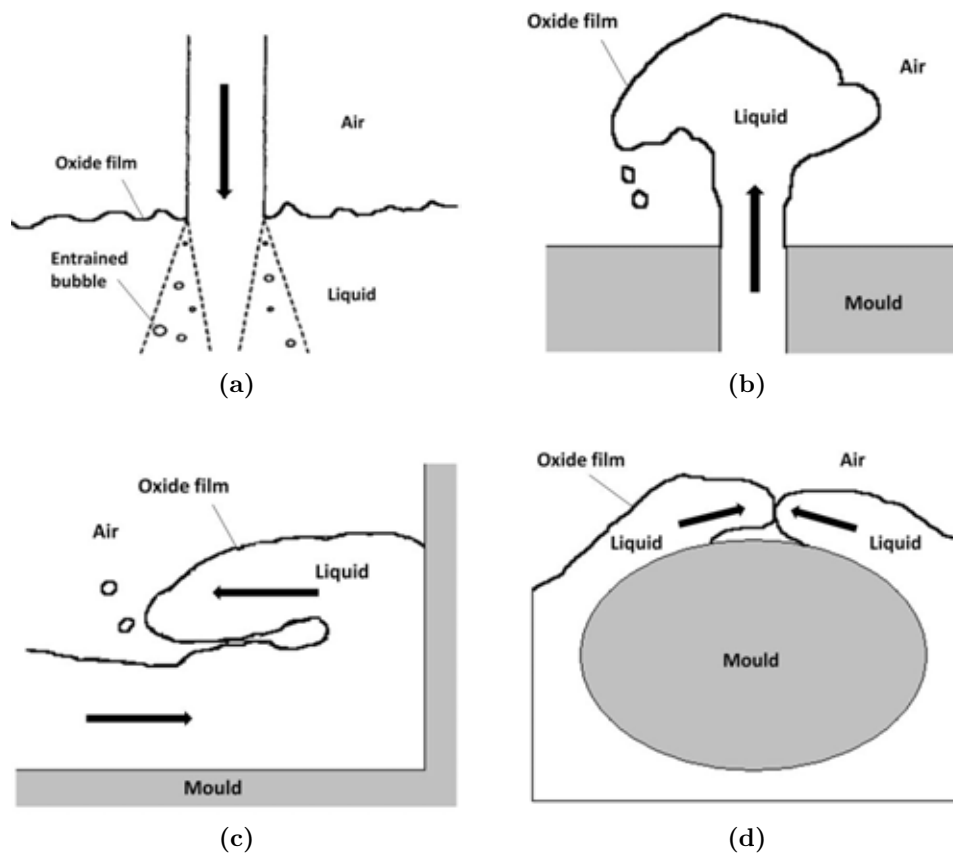 Air
Oxide film
Entrained
bubble
Liquid
(a)
Oxide film
Air
Liquid
Mould
(b)
Oxide film
Air
Liquid
Mould
(c)
Oxide film
Air
Liquid
Liquid
Mould
(d)